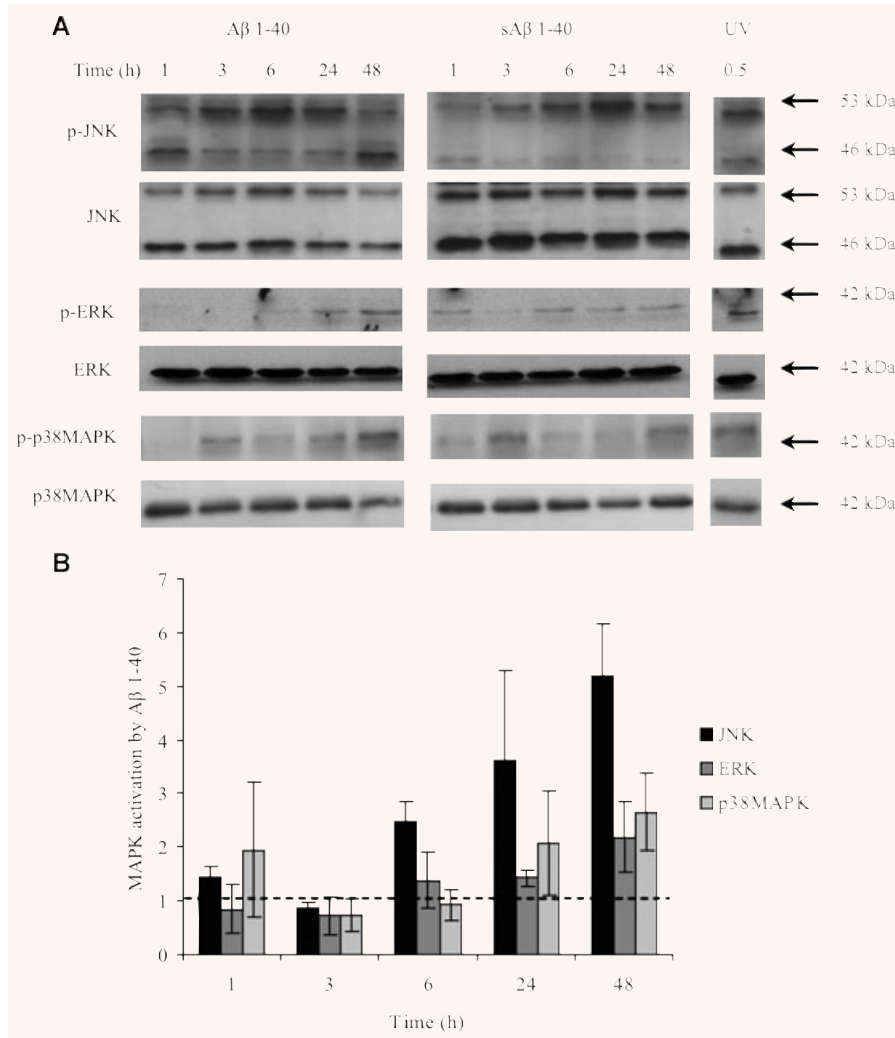 A
Aβ 1-40 sAβ 1-40 UV
Time (h) 1 3 6 24 48 1 3 6 24 48 0.5
p-JNK 53 kDa
46 kDa
JNK 53 kDa
46 kDa
p-ERK 42 kDa
ERK 42 kDa
p-p38MAPK 42 kDa
p38MAPK 42 kDa
B
MAPK activation by Aβ 1-40
7
6
5
4
3
2
1
0
JNK
ERK
p38MAPK
1 3 6 24 48
Time (h)